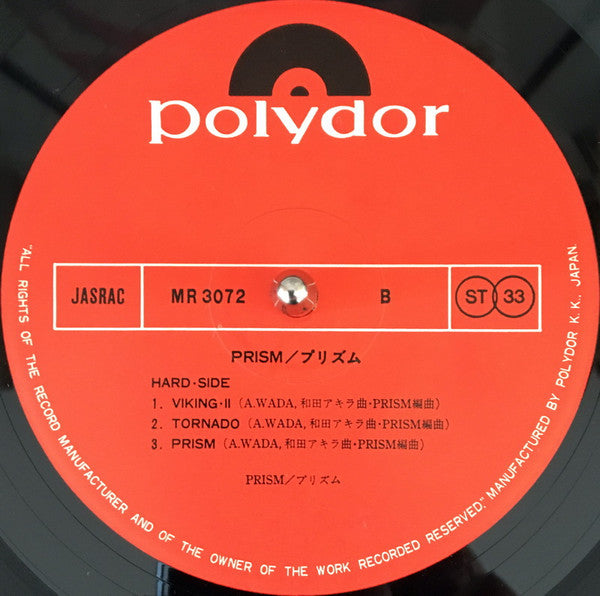 polydor
JASRAC MR 3072 B ST 33
PRISM/プリズム
HARD・SIDE
1. VIKING・II (A.WADA, 和田アキラ曲・PRISM編曲)
2. TORNADO (A.WADA, 和田アキラ曲・PRISM編曲)
3. PRISM (A.WADA, 和田アキラ曲・PRISM編曲)
PRISM/プリズム
"ALL RIGHTS OF THE RECORD MANUFACTURER AND OF THE OWNER OF THE WORK RECORDED RESERVED." MANUFACTURED BY POLYDOR K.K., JAPAN